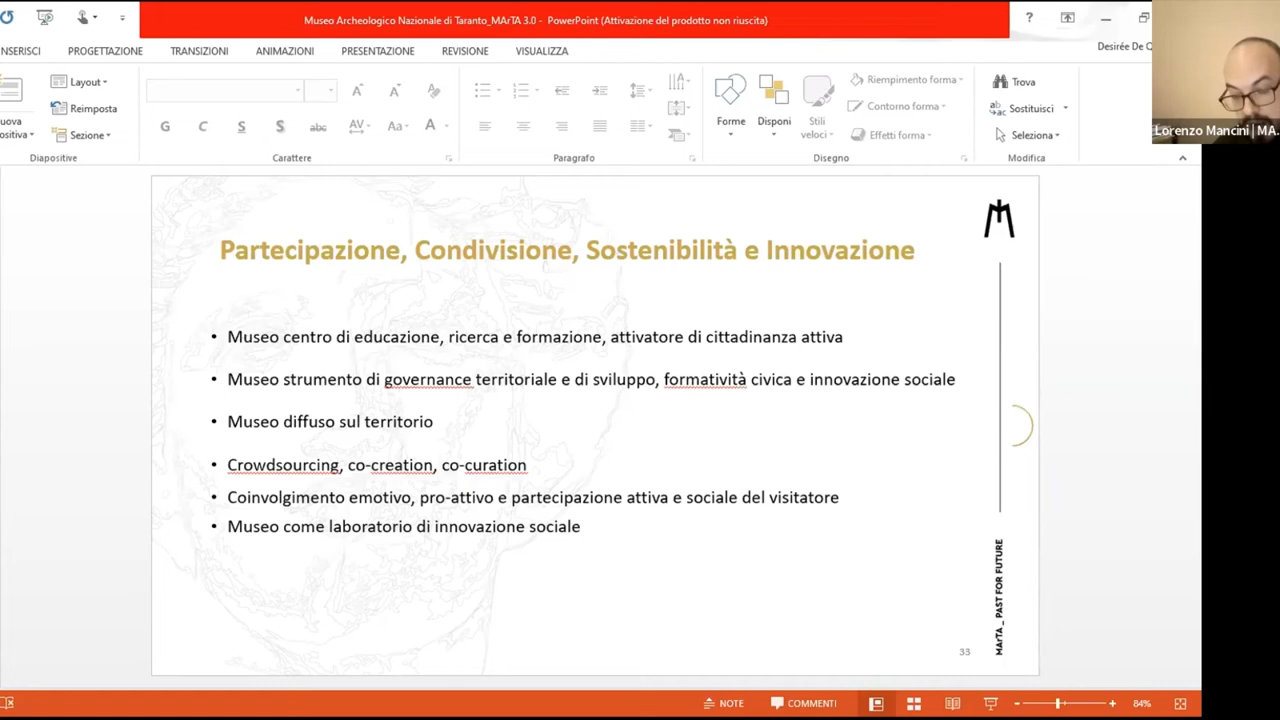 Museo Archeologico Nazionale di Taranto_MArTA 3.0 - PowerPoint (Attivazione del prodotto non riuscita)
?
NSERISCI PROGETTAZIONE TRANSIZIONI ANIMAZIONI PRESENTAZIONE REVISIONE VISUALIZZA
Desirée De Q
Layout
Reimposta
Sezione
uova
positiva
Diapositive
G C S S abc AV Aa A
Carattere
Paragrafo
Forme
Disponi
Stili
veloci
Riempimento forma
Contorno forma
Effetti forma
Disegno
Trova
Sostituisci
Seleziona
Modifica
Lorenzo Mancini | MA.
Partecipazione, Condivisione, Sostenibilità e Innovazione
• Museo centro di educazione, ricerca e formazione, attivatore di cittadinanza attiva
• Museo strumento di governance territoriale e di sviluppo, formatività civica e innovazione sociale
• Museo diffuso sul territorio
• Crowdsourcing, co-creation, co-curation
• Coinvolgimento emotivo, pro-attivo e partecipazione attiva e sociale del visitatore
• Museo come laboratorio di innovazione sociale
MArTA _ PAST FOR FUTURE
33
NOTE COMMENTI 84%